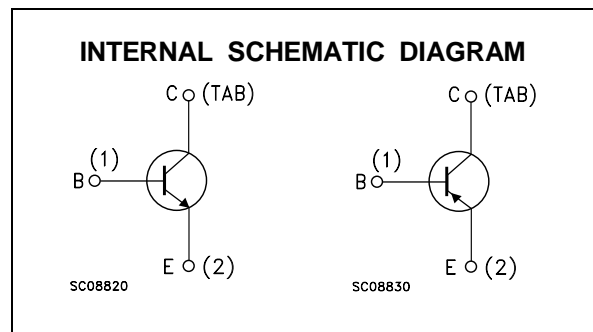 INTERNAL SCHEMATIC DIAGRAM
C (TAB)
(1)
B
E (2)
SC08820
C (TAB)
(1)
B
E (2)
SC08830